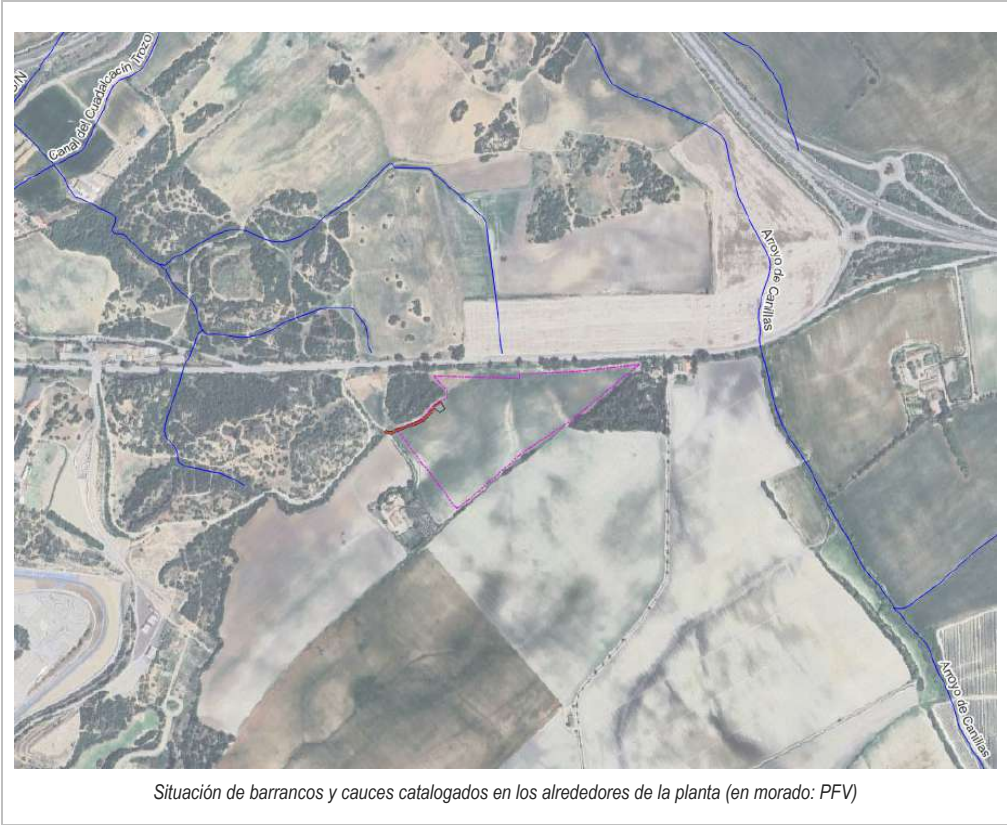 Canal del Guadalcacín Trozo
Arroyo de Canillas
Arroyo de Canillas
Situación de barrancos y cauces catalogados en los alrededores de la planta (en morado: PFV)